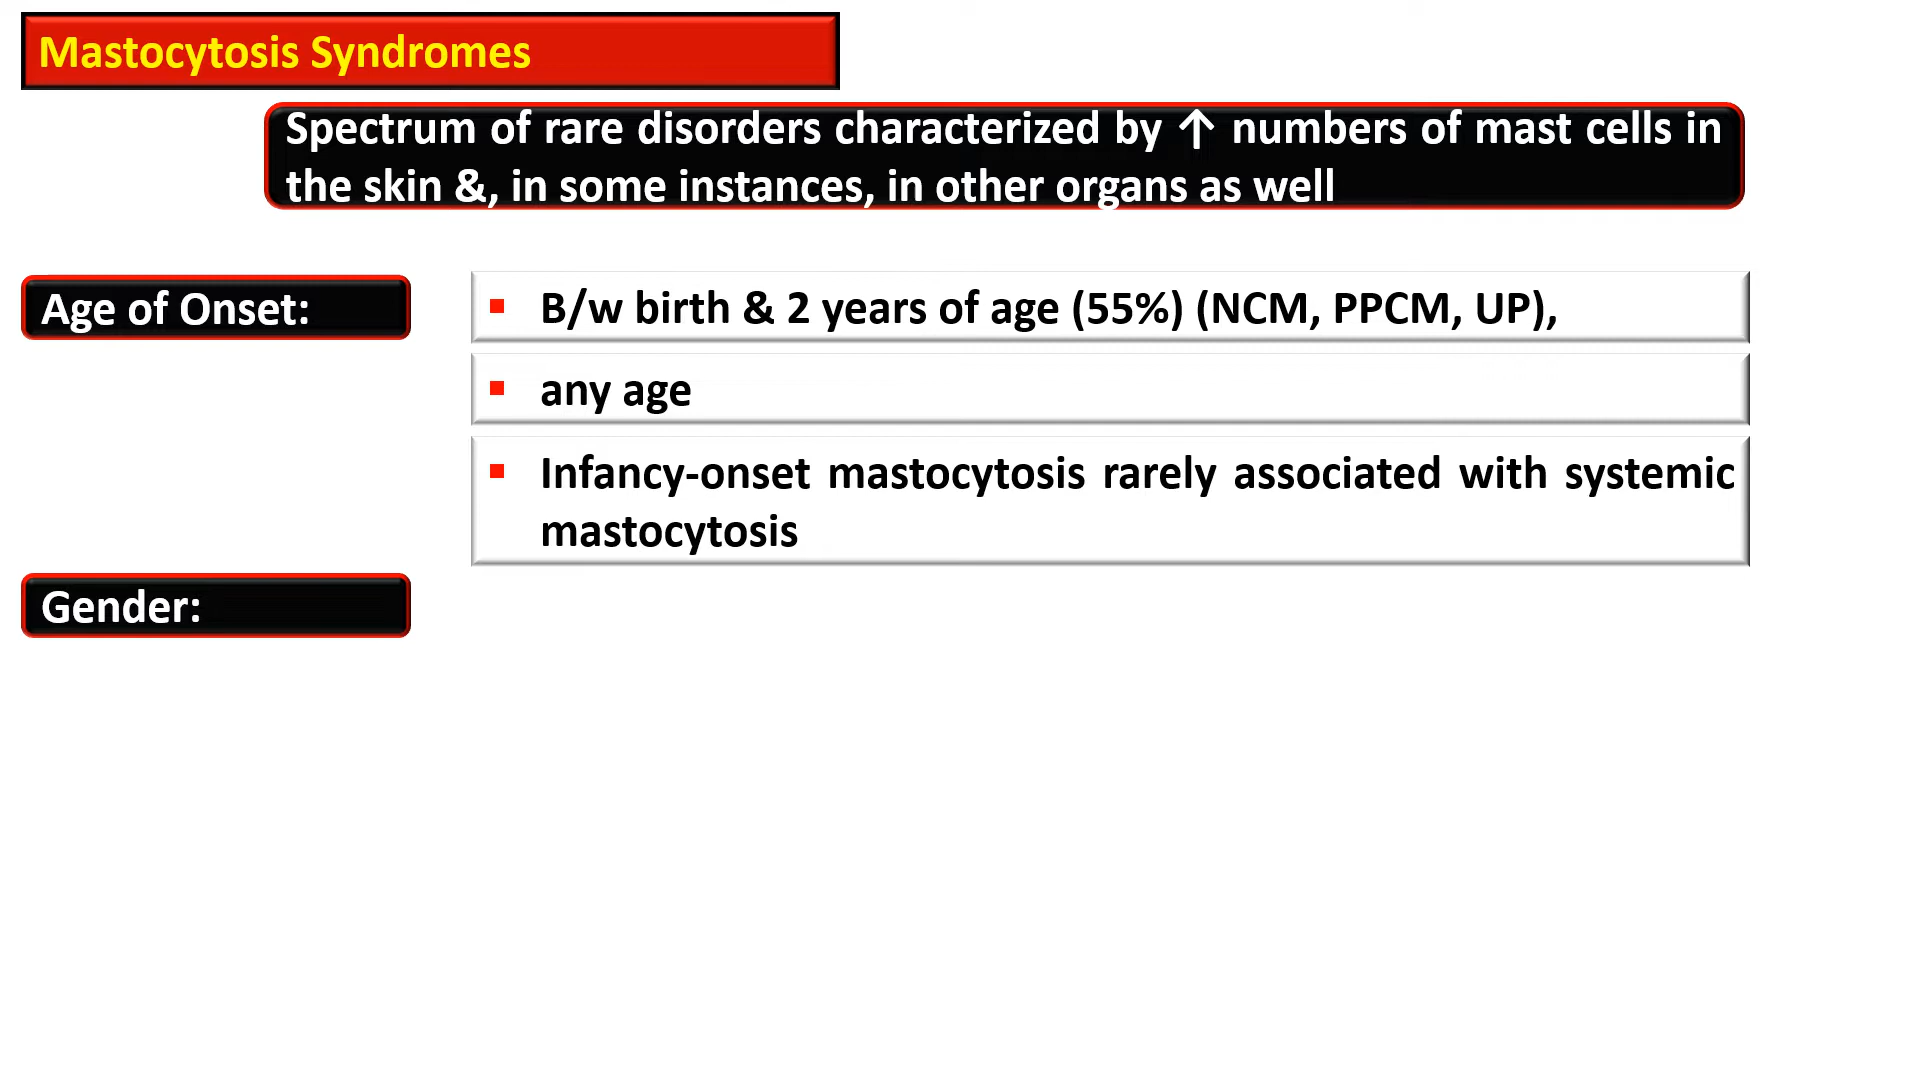 Mastocytosis Syndromes
Spectrum of rare disorders characterized by ↑ numbers of mast cells in
the skin &, in some instances, in other organs as well
Age of Onset:
▪ B/w birth & 2 years of age (55%) (NCM, PPCM, UP),
▪ any age
▪ Infancy-onset mastocytosis rarely associated with systemic
mastocytosis
Gender: